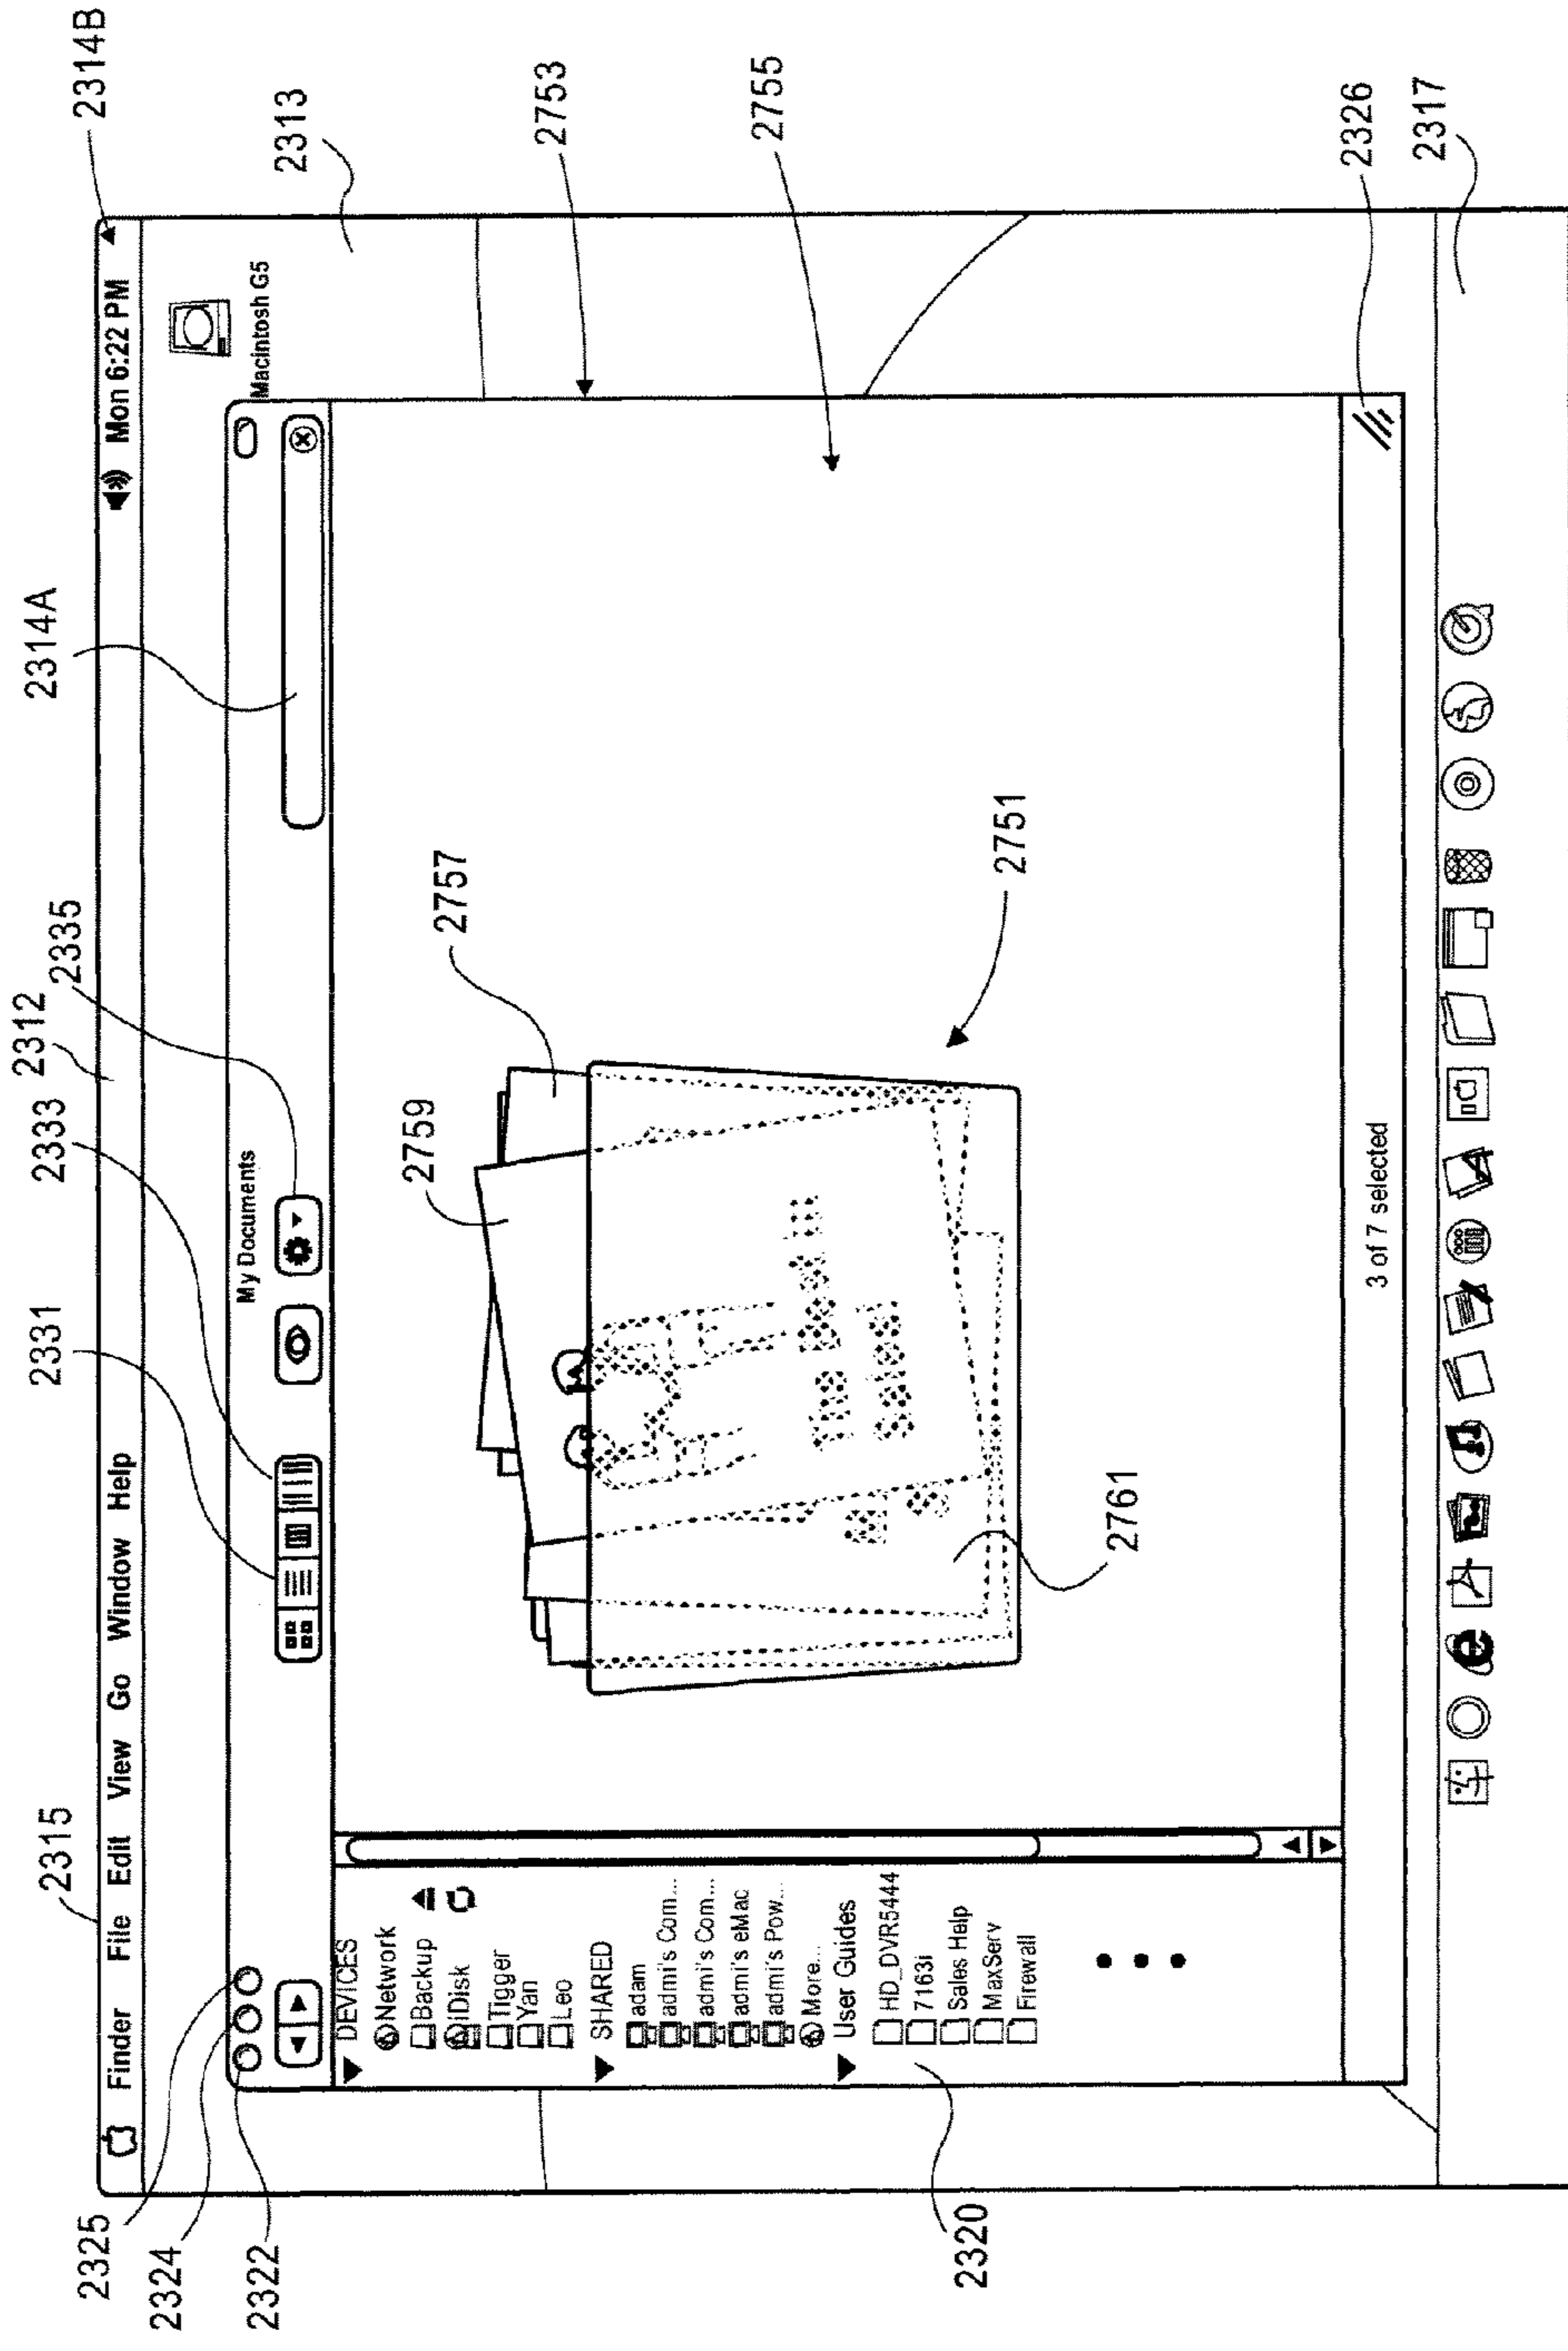 2314B
2313
2753
2755
2326
2317
2314A
2312
2335
2333
2331
2315
2325
2324
2322
2320
2757
2759
2751
2761
Finder File Edit View Go Window Help
Mon 6:22 PM
Macintosh G5
My Documents
DEVICES
Network
Backup
iDisk
Tigger
Yan
Leo
SHARED
adam
admi's Com...
admi's Com...
admi's eMac
admi's Pow...
More...
User Guides
HD_DVR5444
7163i
Sales Help
MaxServ
Firewall
3 of 7 selected